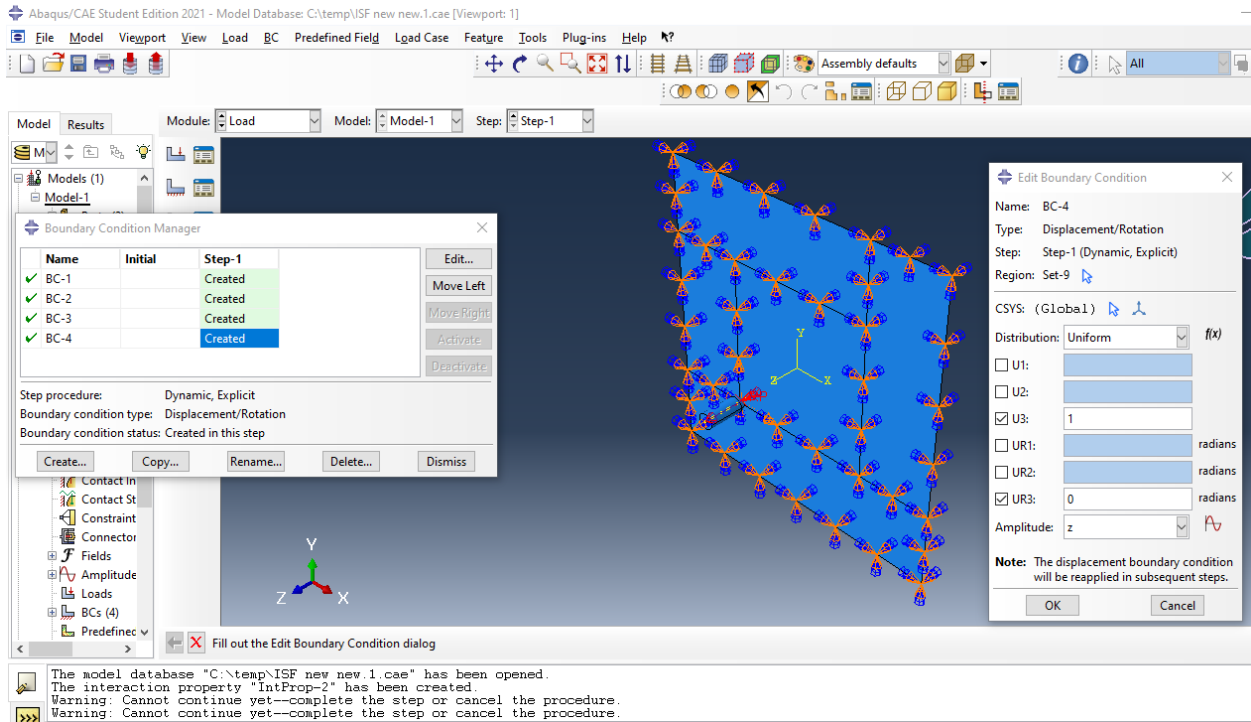 Abaqus/CAE Student Edition 2021 - Model Database: C:\temp\ISF new new.1.cae [Viewport: 1]
File Model Viewport View Load BC Predefined Field Load Case Feature Tools Plug-ins Help
Assembly defaults All
Model Results Module: Load Model: Model-1 Step: Step-1
M
Models (1)
Model-1
Boundary Condition Manager
Name Initial Step-1
BC-1 Created
BC-2 Created
BC-3 Created
BC-4 Created
Edit...
Move Left
Move Right
Activate
Deactivate
Step procedure: Dynamic, Explicit
Boundary condition type: Displacement/Rotation
Boundary condition status: Created in this step
Create... Copy... Rename... Delete... Dismiss
Contact In
Contact St
Constraint
Connector
Fields
Amplitude
Loads
BCs (4)
Predefined
Y
Z X
Y
Z X
Edit Boundary Condition
Name: BC-4
Type: Displacement/Rotation
Step: Step-1 (Dynamic, Explicit)
Region: Set-9
CSYS: (Global)
Distribution: Uniform f(x)
U1:
U2:
U3: 1
UR1: radians
UR2: radians
UR3: 0 radians
Amplitude: z
Note: The displacement boundary condition
will be reapplied in subsequent steps.
OK Cancel
Fill out the Edit Boundary Condition dialog
The model database "C:\temp\ISF new new.1.cae" has been opened.
The interaction property "IntProp-2" has been created.
Warning: Cannot continue yet--complete the step or cancel the procedure.
Warning: Cannot continue yet--complete the step or cancel the procedure.
>>>